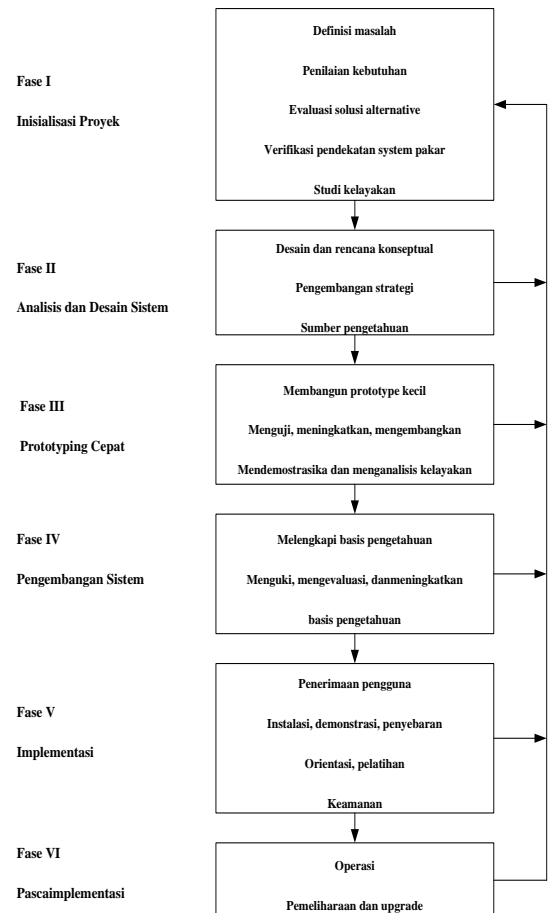 Fase I
Inisialisasi Proyek
Definisi masalah
Penilaian kebutuhan
Evaluasi solusi alternative
Verifikasi pendekatan system pakar
Studi kelayakan
Fase II
Analisis dan Desain Sistem
Desain dan rencana konseptual
Pengembangan strategi
Sumber pengetahuan
Fase III
Prototyping Cepat
Membangun prototype kecil
Menguji, meningkatkan, mengembangkan
Mendemostrasika dan menganalisis kelayakan
Fase IV
Pengembangan Sistem
Melengkapi basis pengetahuan
Menguki, mengevaluasi, danmeningkatkan
basis pengetahuan
Fase V
Implementasi
Penerimaan pengguna
Instalasi, demonstrasi, penyebaran
Orientasi, pelatihan
Keamanan
Fase VI
Pascaimplementasi
Operasi
Pemeliharaan dan upgrade